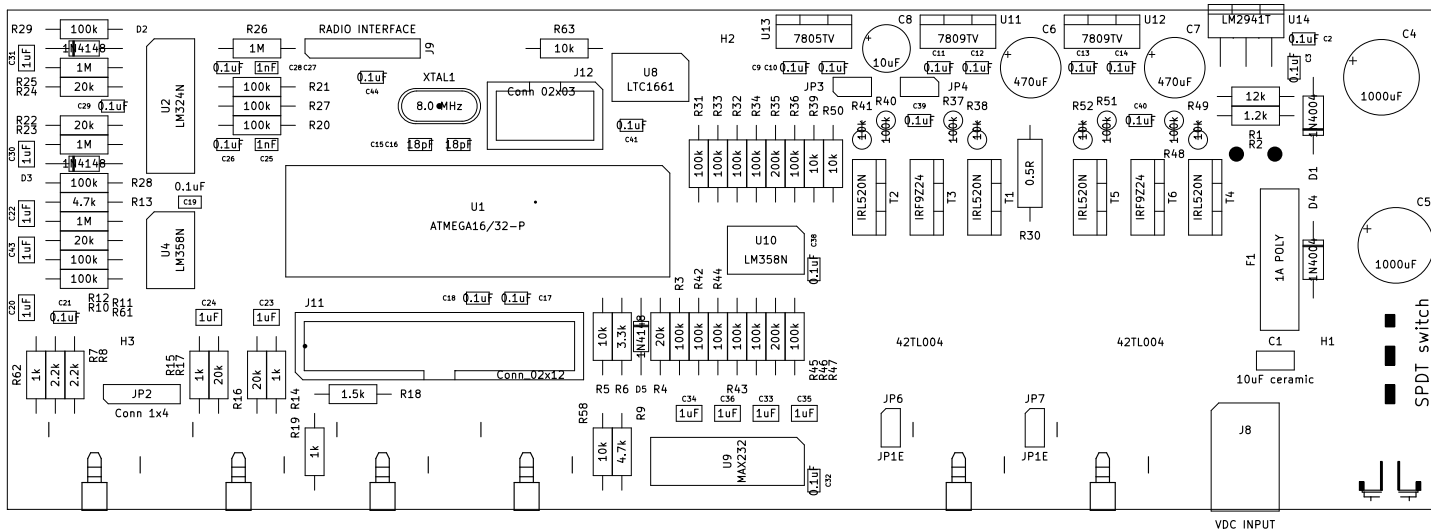 R29
100k
D2
R26
RADIO INTERFACE
J9
R63
H2
U13
7805TV
C8
U11
7809TV
C6
U12
7809TV
C7
LM2941T
U14
C4
C31
1uF
1N4148
1M
10k
0.1uF
C2
R25
1M
0.1uF
1nF
C28
C27
0.1uF
C44
XTAL1
J12
Conn 02x03
U8
LTC1661
C9
C10
0.1uF
0.1uF
10uF
C11
C12
0.1uF
0.1uF
470uF
C13
C14
0.1uF
0.1uF
470uF
0.1uF
C3
R24
20k
U2
LM324N
100k
R21
JP3
JP4
12k
1000uF
C29
0.1uF
100k
R27
8.0 MHz
R31
R33
R32
R34
R35
R36
R39
R50
R41
R40
C39
0.1uF
R37
R38
R52
R51
C40
0.1uF
R49
1.2k
1N4004
R22
20k
100k
R20
0.1uF
C41
10k
100k
100k
10k
10k
100k
100k
10k
R1
R23
1M
C30
1uF
0.1uF
C26
1nF
C25
C15
C16
18pF
18pF
R48
R2
1N4148
D3
100k
R28
0.1uF
C19
100k
100k
100k
100k
200k
100k
10k
10k
IRL520N
T2
IRF9Z24
T3
IRL520N
T1
0.5R
R30
IRL520N
T5
IRF9Z24
T6
IRL520N
T4
D1
D4
4.7k
R13
U1
ATMEGA16/32-P
C22
1uF
1M
C5
C43
1uF
20k
U4
LM358N
U10
LM358N
C38
0.1uF
F1
1A POLY
1N4004
1000uF
100k
100k
R12
R10
R11
R61
C20
1uF
C21
0.1uF
C24
1uF
C23
1uF
J11
C18
0.1uF
0.1uF
C17
R3
R42
R44
H3
10k
3.3k
1N4148
20k
100k
100k
100k
100k
100k
200k
100k
42TL004
42TL004
C1
H1
SPDT switch
R62
1k
2.2k
2.2k
R7
R8
R15
R17
1k
20k
R16
20k
1k
R14
Conn_02x12
R5
R6
D5
R4
R43
R45
R46
R47
10uF ceramic
JP2
Conn 1x4
1.5k
R18
R58
R9
C34
1uF
C36
1uF
C33
1uF
C35
1uF
JP6
JP1E
JP7
JP1E
J8
R19
1k
10k
4.7k
U9
MAX232
0.1uF
C32
VDC INPUT